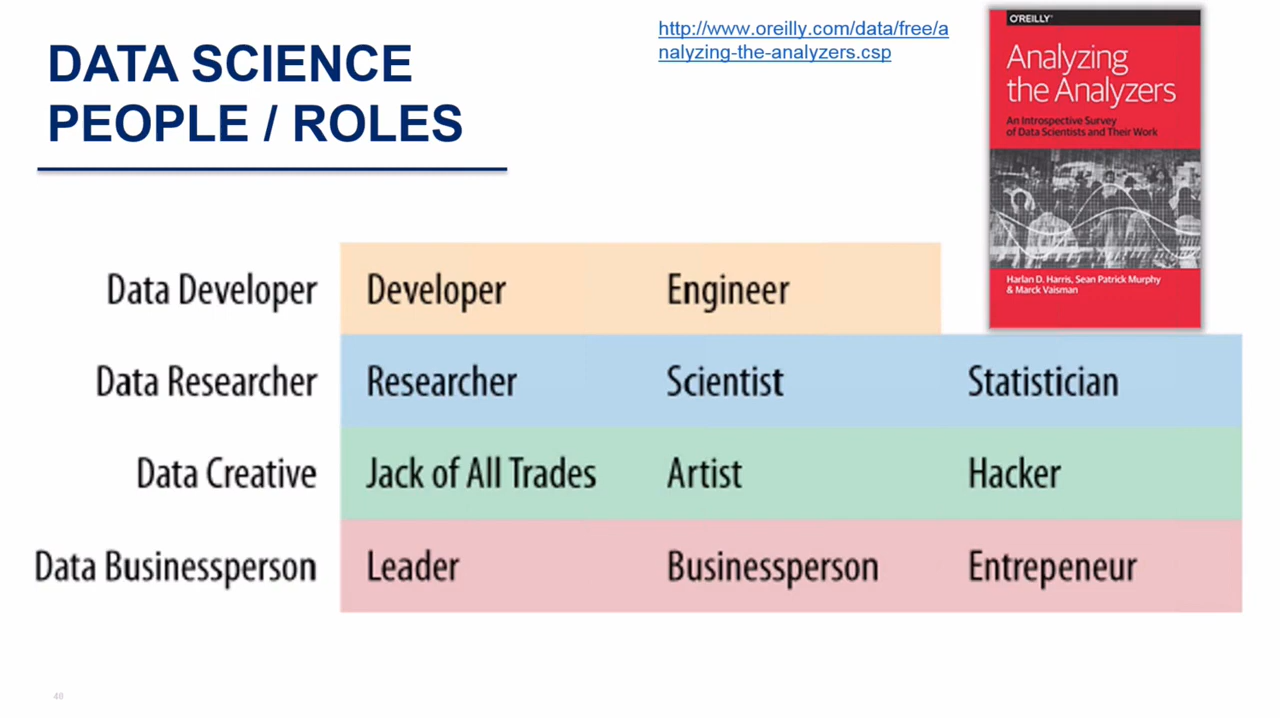 DATA SCIENCE
PEOPLE / ROLES
http://www.oreilly.com/data/free/a
nalyzing-the-analyzers.csp
O'REILLY®
Analyzing
the Analyzers
An Introspective Survey
of Data Scientists and Their Work
Harlan D. Harris, Sean Patrick Murphy
& Marck Vaisman
Data Developer Developer Engineer
Data Researcher Researcher Scientist Statistician
Data Creative Jack of All Trades Artist Hacker
Data Businessperson Leader Businessperson Entrepeneur
40